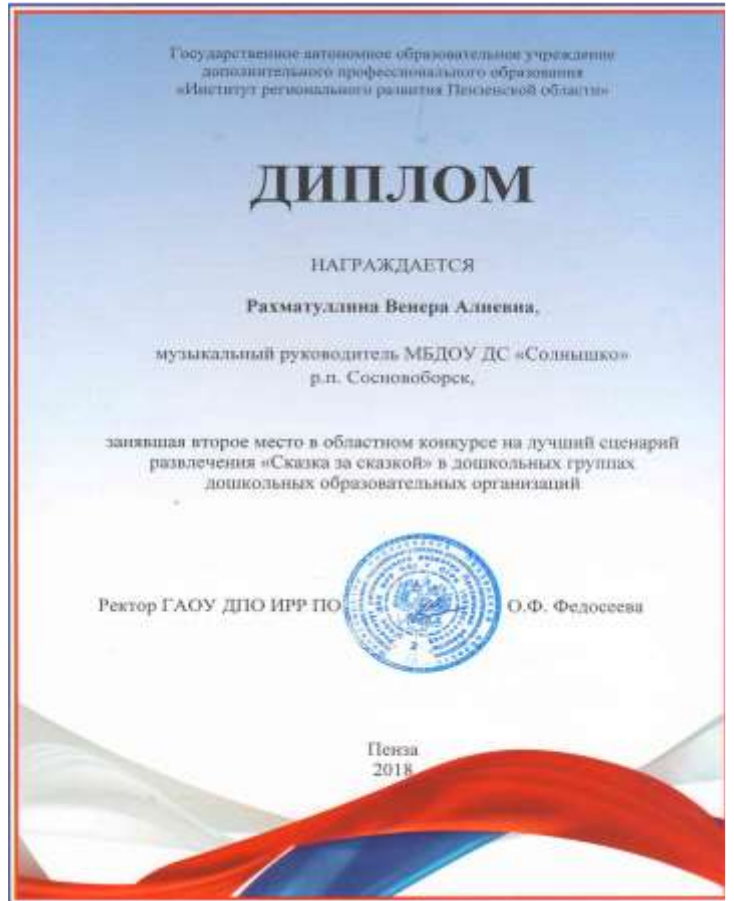 Государственное автономное образовательное учреждение
дополнительного профессионального образования
«Институт регионального развития Пензенской области»
ДИПЛОМ
НАГРАЖДАЕТСЯ
Рахматуллина Венера Алиевна,
музыкальный руководитель МБДОУ ДС «Солнышко»
р.п. Сосновоборск,
занявшая второе место в областном конкурсе на лучший сценарий
развлечения «Сказка за сказкой» в дошкольных группах
дошкольных образовательных организаций
Ректор ГАОУ ДПО ИРР ПО
О.Ф. Федосеева
Пенза
2018